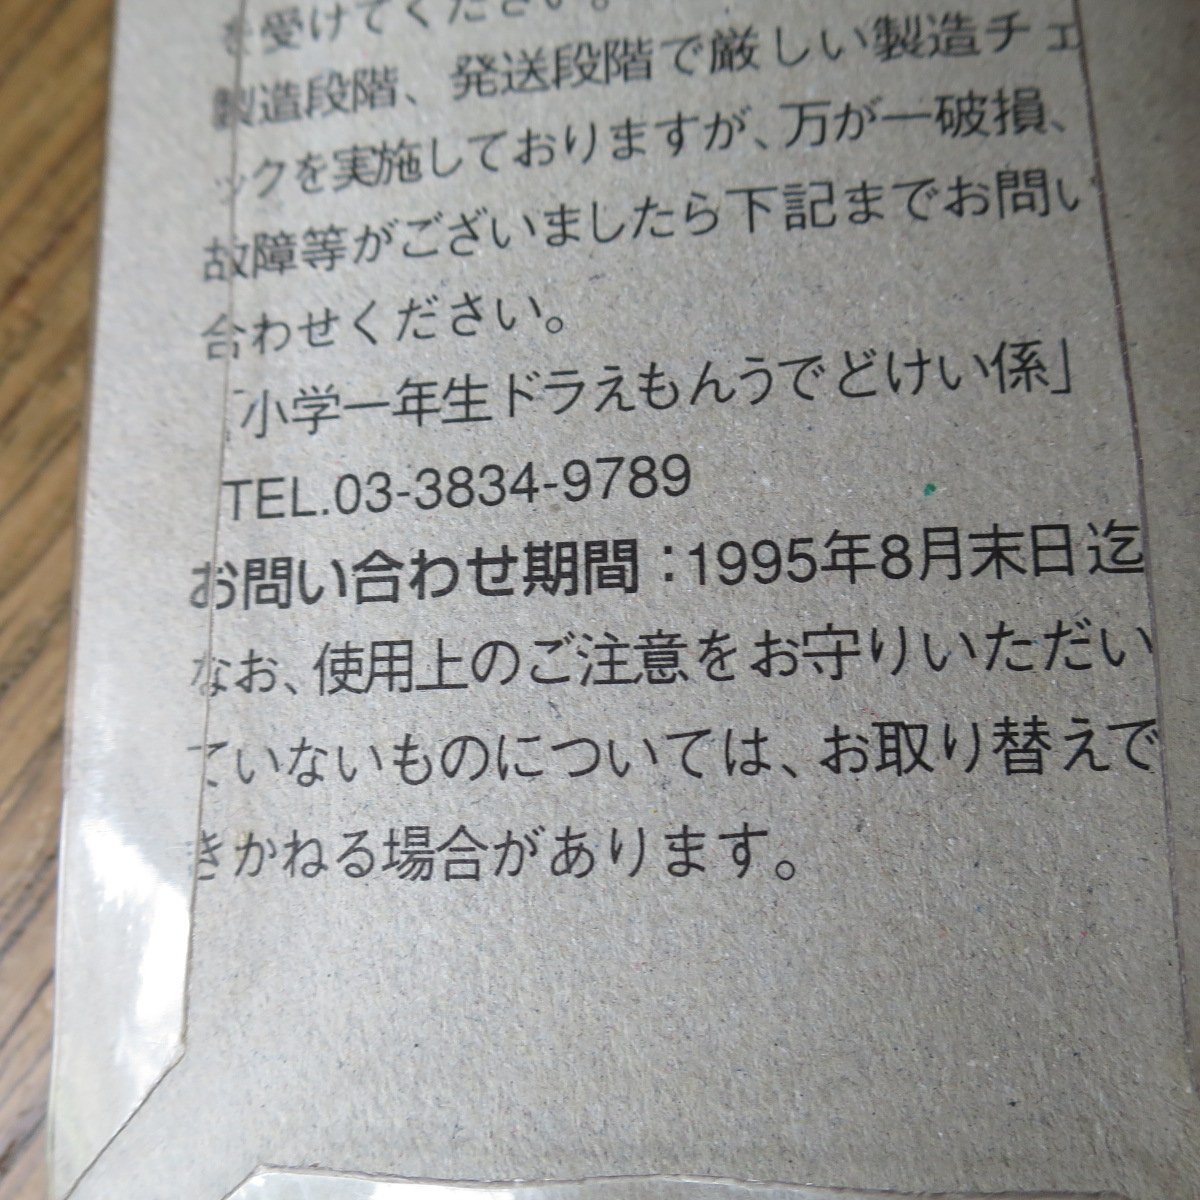 を受けてください。
製造段階、発送段階で厳しい製造チェ
ックを実施しておりますが、万が一破損、
故障等がございましたら下記までお問い
合わせください。
「小学一年生ドラえもんうでどけい係」
TEL.03-3834-9789
お問い合わせ期間：1995年8月末日迄
なお、使用上のご注意をお守りいただい
ていないものについては、お取り替えで
きかねる場合があります。